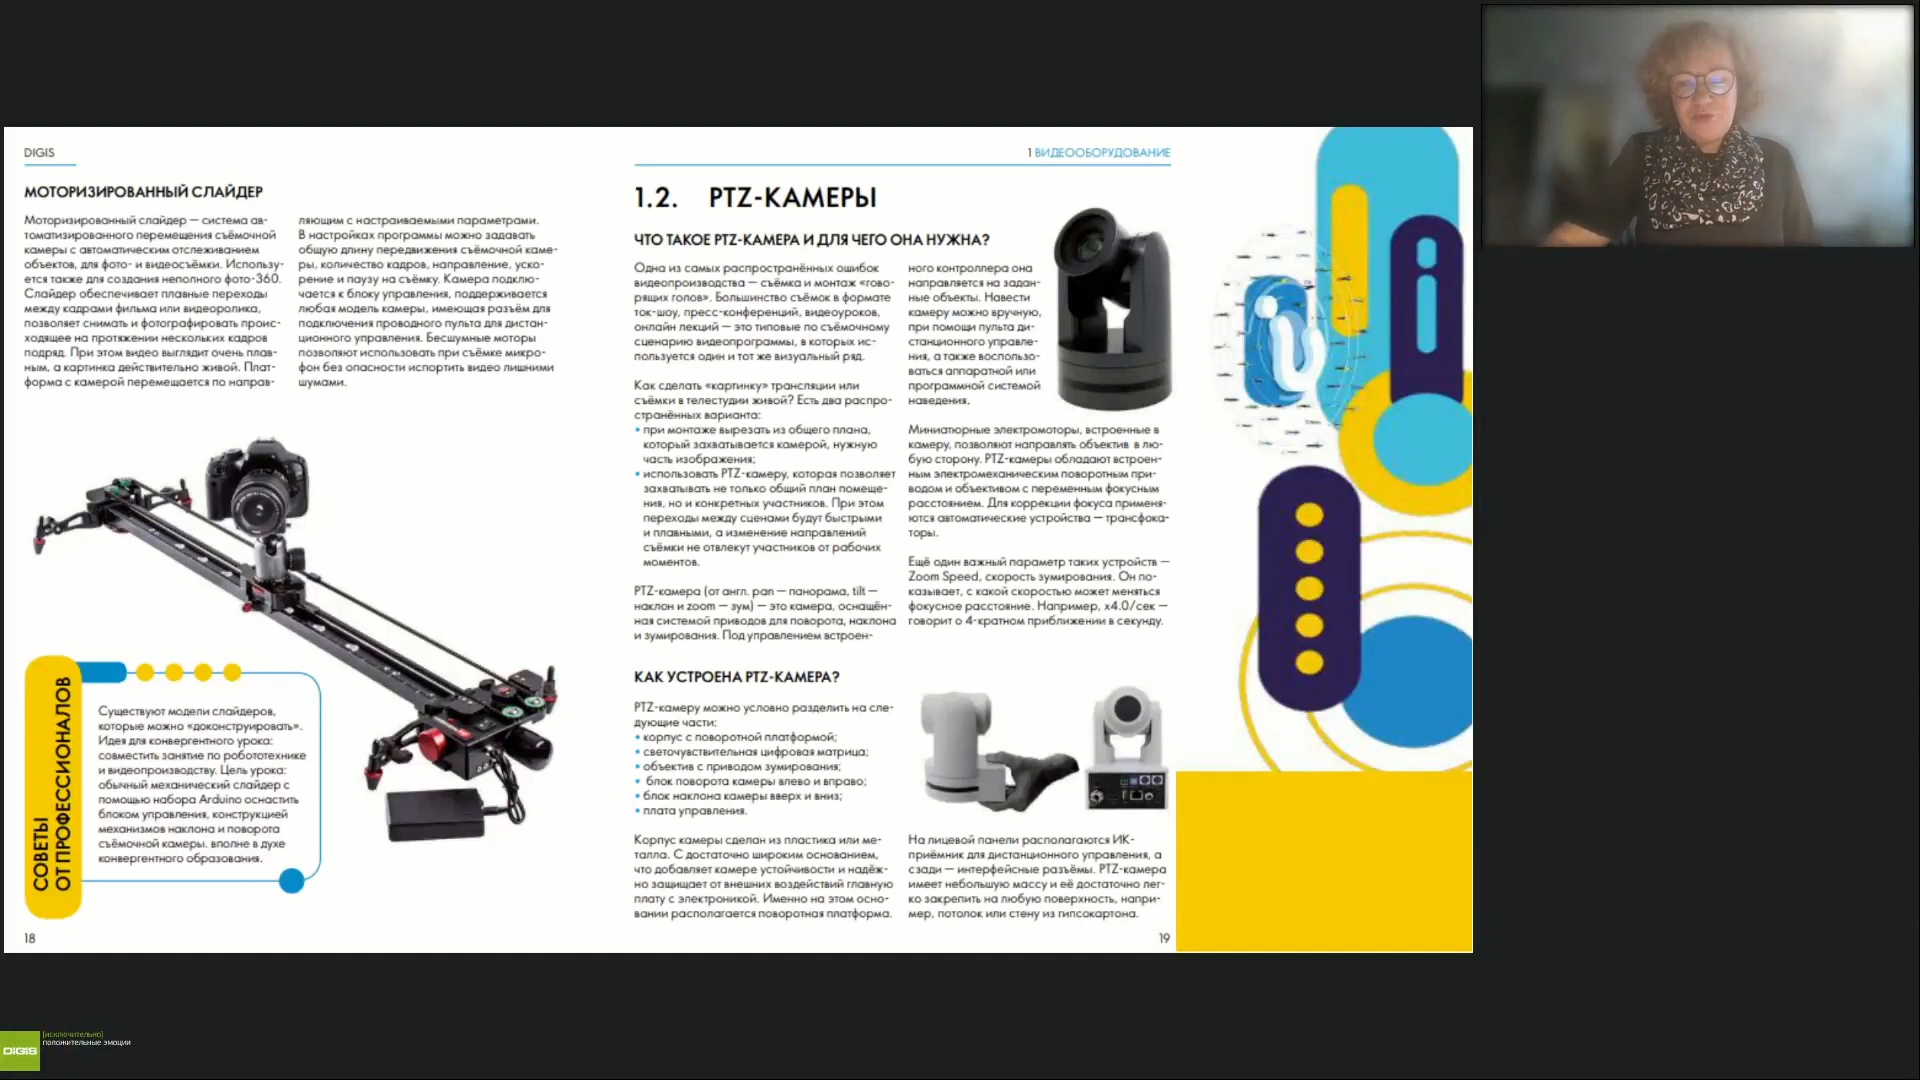 DIGIS
МОТОРИЗИРОВАННЫЙ СЛАЙДЕР
Моторизированный слайдер — система ав-
томатизированного перемещения съёмочной
камеры с автоматическим отслеживанием
объектов, для фото- и видеосъёмки. Использу-
ется также для создания неполного фото-360.
Слайдер обеспечивает плавные переходы
между кадрами фильма или видеоролика,
позволяет снимать и фотографировать проис-
ходящее на протяжении нескольких кадров
подряд. При этом видео выглядит очень плав-
ным, а картинка действительно живой. Плат-
форма с камерой перемещается по направ-
ляющим с настраиваемыми параметрами.
В настройках программы можно задавать
общую длину передвижения съёмочной каме-
ры, количество кадров, направление, уско-
рение и паузу на съёмку. Камера подклю-
чается к блоку управления, поддерживается
любая модель камеры, имеющая разъём для
подключения проводного пульта для дистан-
ционного управления. Бесшумные моторы
позволяют использовать при съёмке микро-
фон без опасности испортить видео лишними
шумами.
СОВЕТЫ
ОТ ПРОФЕССИОНАЛОВ
Существуют модели слайдеров,
которые можно «доконструировать».
Идея для конвергентного урока:
совместить занятие по робототехнике
и видеопроизводству. Цель урока:
обычный механический слайдер с
помощью набора Arduino оснастить
блоком управления, конструкцией
механизмов наклона и поворота
съёмочной камеры. вполне в духе
конвергентного образования.
18
1 ВИДЕООБОРУДОВАНИЕ
1.2. PTZ-КАМЕРЫ
ЧТО ТАКОЕ PTZ-КАМЕРА И ДЛЯ ЧЕГО ОНА НУЖНА?
Одна из самых распространённых ошибок
видеопроизводства — съёмка и монтаж «гово-
рящих голов». Большинство съёмок в формате
ток-шоу, пресс-конференций, видеоуроков,
онлайн лекций — это типовые по съёмочному
сценарию видеопрограммы, в которых ис-
пользуется один и тот же визуальный ряд.
Как сделать «картинку» трансляции или
съёмки в телестудии живой? Есть два распро-
странённых варианта:
• при монтаже вырезать из общего плана,
который захватывается камерой, нужную
часть изображения;
• использовать PTZ-камеру, которая позволяет
захватывать не только общий план помеще-
ния, но и конкретных участников. При этом
переходы между сценами будут быстрыми
и плавными, а изменение направлений
съёмки не отвлекут участников от рабочих
моментов.
PTZ-камера (от англ. pan — панорама, tilt —
наклон и zoom — зум) — это камера, оснащён-
ная системой приводов для поворота, наклона
и зумирования. Под управлением встроен-
ного контроллера она
направляется на задан-
ные объекты. Навести
камеру можно вручную,
при помощи пульта ди-
станционного управле-
ния, а также воспользо-
ваться аппаратной или
программной системой
наведения.
Миниатюрные электромоторы, встроенные в
камеру, позволяют направлять объектив в лю-
бую сторону. PTZ-камеры обладают встроен-
ным электромеханическим поворотным при-
водом и объективом с переменным фокусным
расстоянием. Для коррекции фокуса применя-
ются автоматические устройства — трансфока-
торы.
Ещё один важный параметр таких устройств —
Zoom Speed, скорость зумирования. Он по-
казывает, с какой скоростью может меняться
фокусное расстояние. Например, x4.0/сек —
говорит о 4-кратном приближении в секунду.
КАК УСТРОЕНА PTZ-КАМЕРА?
PTZ-камеру можно условно разделить на сле-
дующие части:
• корпус с поворотной платформой;
• светочувствительная цифровая матрица;
• объектив с приводом зумирования;
• блок поворота камеры влево и вправо;
• блок наклона камеры вверх и вниз;
• плата управления.
Корпус камеры сделан из пластика или ме-
талла. С достаточно широким основанием,
что добавляет камере устойчивости и надёж-
но защищает от внешних воздействий главную
плату с электроникой. Именно на этом осно-
вании располагается поворотная платформа.
На лицевой панели располагаются ИК-
приёмник для дистанционного управления, а
сзади — интерфейсные разъёмы. PTZ-камера
имеет небольшую массу и её достаточно лег-
ко закрепить на любую поверхность, напри-
мер, потолок или стену из гипсокартона.
19
DIGIS
[исключительно]
положительные эмоции